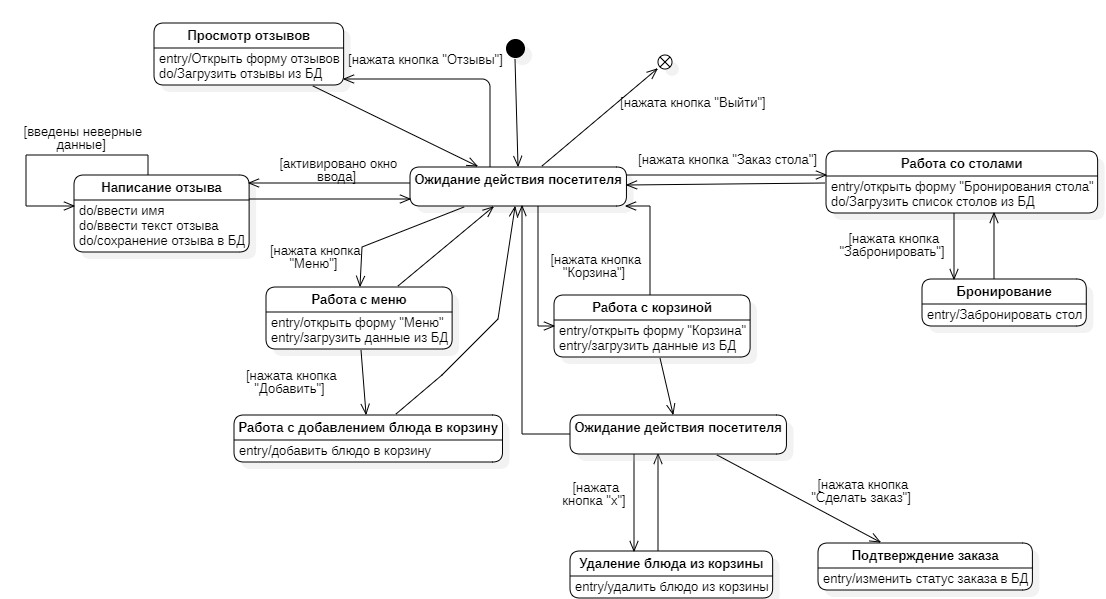 Просмотр отзывов
entry/Открыть форму отзывов
do/Загрузить отзывы из БД
[нажата кнопка "Отзывы"]
[нажата кнопка "Выйти"]
[введены неверные
данные]
[активировано окно
ввода]
Ожидание действия посетителя
[нажата кнопка "Заказ стола"]
Работа со столами
entry/открыть форму "Бронирования стола"
do/Загрузить список столов из БД
Написание отзыва
do/ввести имя
do/ввести текст отзыва
do/сохранение отзыва в БД
[нажата кнопка
"Меню"]
[нажата кнопка
"Корзина"]
[нажата кнопка
"Забронировать"]
Работа с меню
entry/открыть форму "Меню"
entry/загрузить данные из БД
Работа с корзиной
entry/открыть форму "Корзина"
entry/загрузить данные из БД
Бронирование
entry/Забронировать стол
[нажата кнопка
"Добавить"]
Работа с добавлением блюда в корзину
entry/добавить блюдо в корзину
Ожидание действия посетителя
[нажата
кнопка "x"]
[нажата кнопка
"Сделать заказ"]
Удаление блюда из корзины
entry/удалить блюдо из корзины
Подтверждение заказа
entry/изменить статус заказа в БД